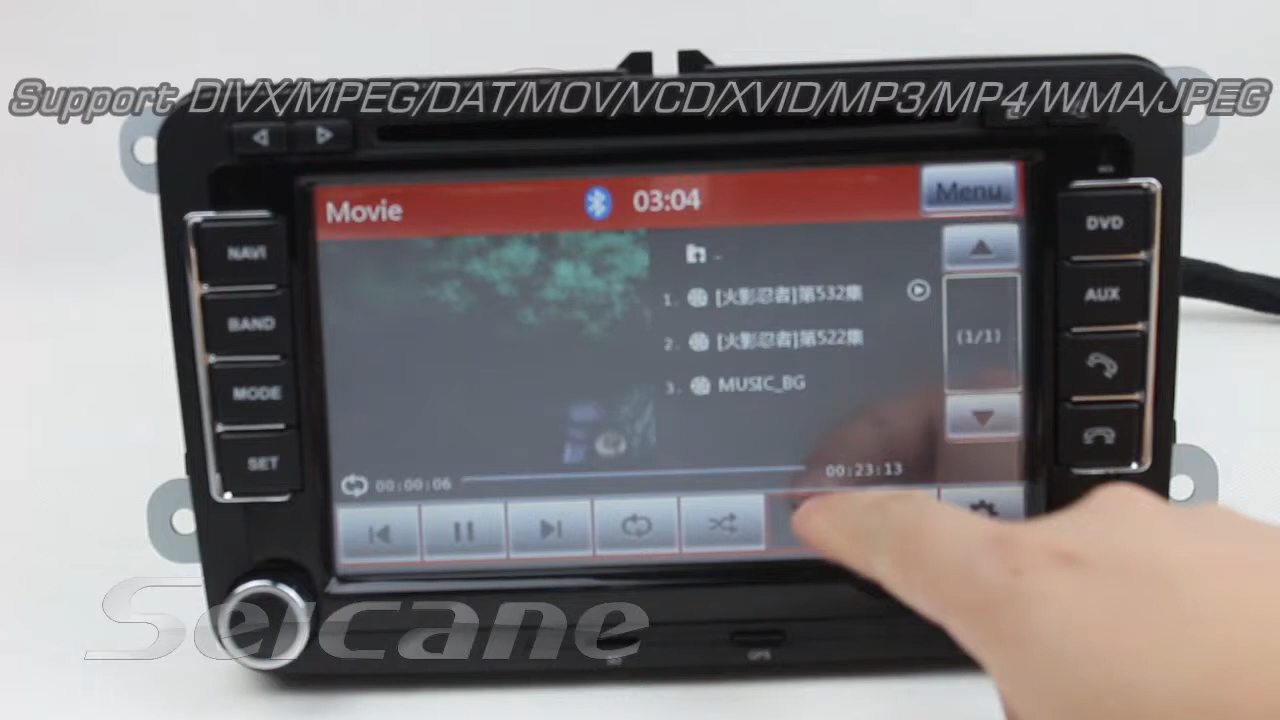 Support DIVX/MPEG/DAT/MOV/VCD/XVID/MP3/MP4/WMA/JPEG
Movie
03:04
Menu
NAVI
BAND
MODE
SET
..
1. [火影忍者]第532集
2. [火影忍者]第522集
3. MUSIC_BG
(1/1)
00:00:06
00:23:13
DVD
AUX
GPS
Seicane